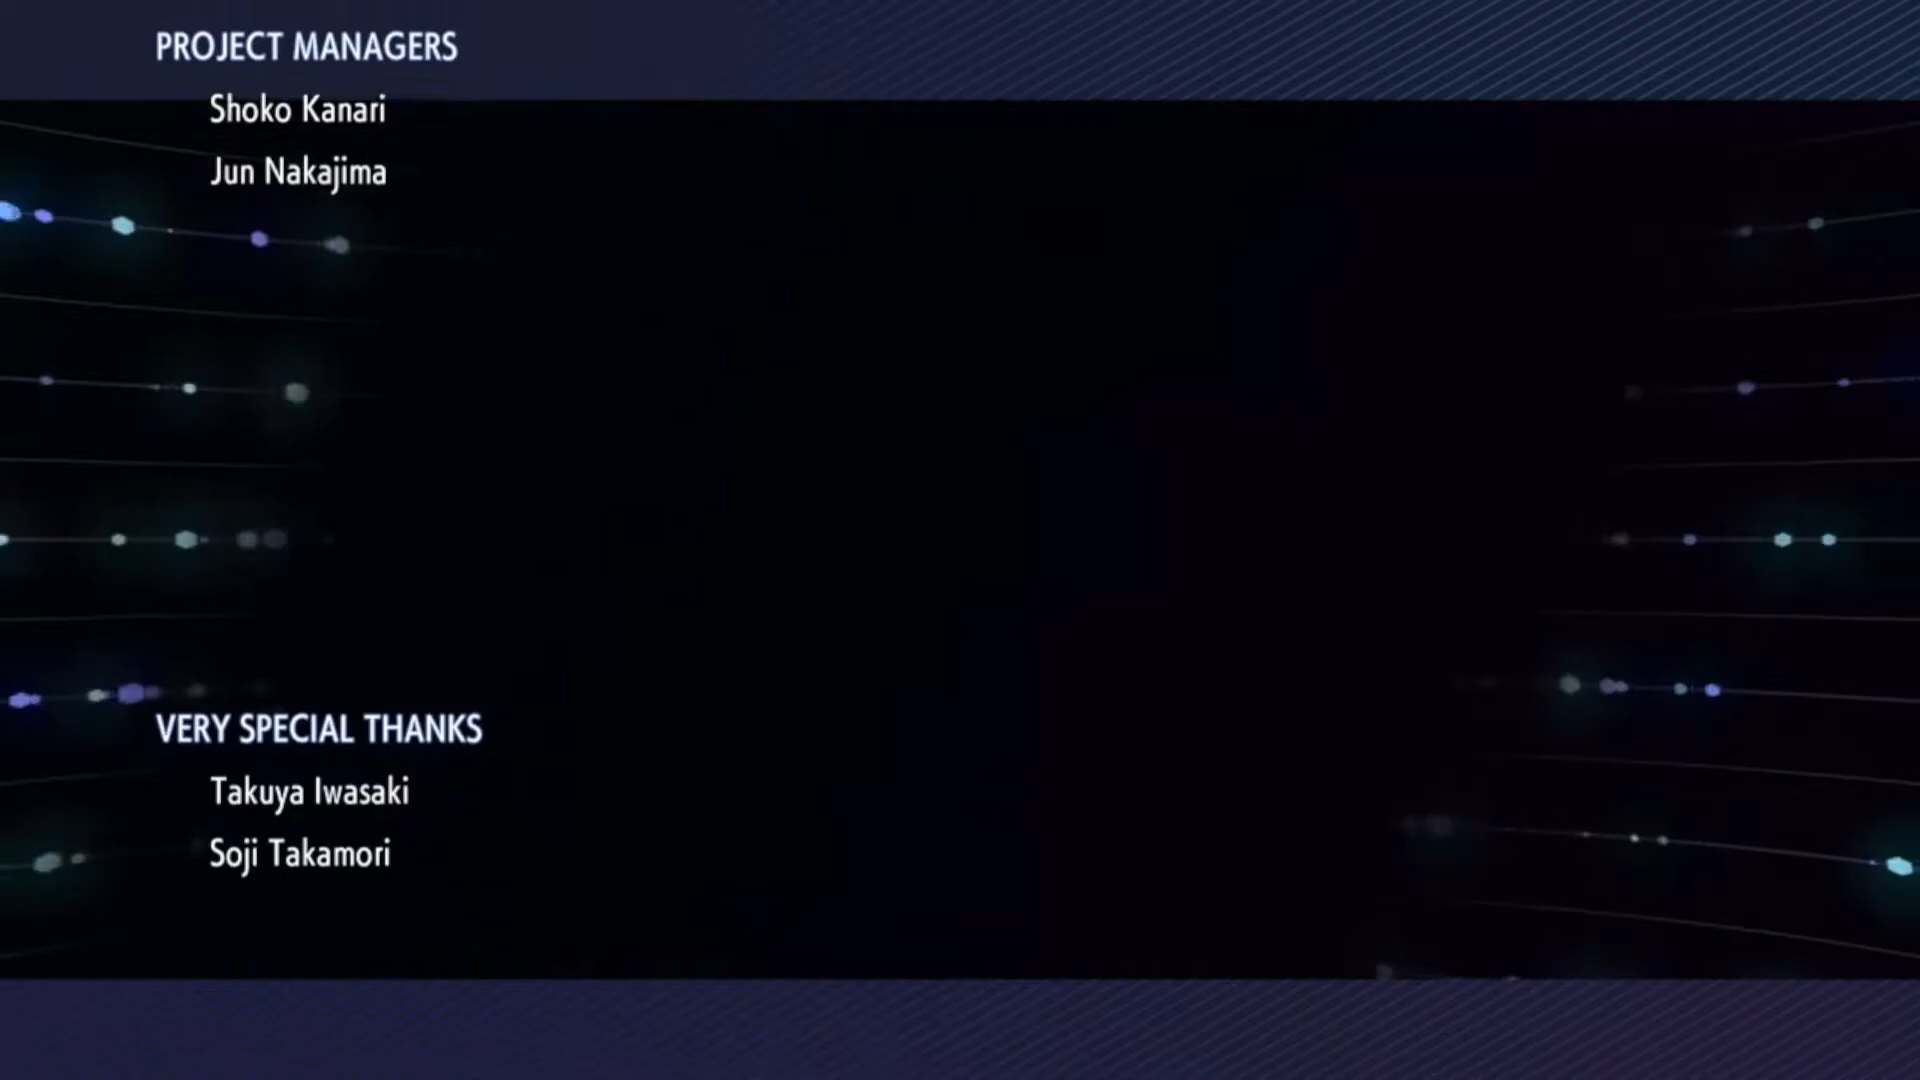 PROJECT MANAGERS
Shoko Kanari
Jun Nakajima
VERY SPECIAL THANKS
Takuya Iwasaki
Soji Takamori